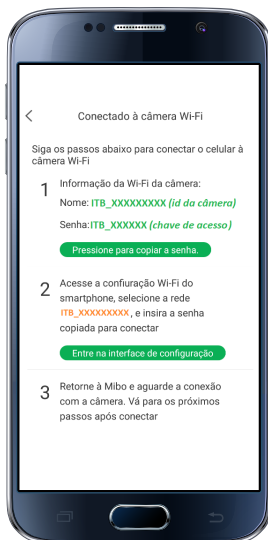 Conectado à câmera Wi-Fi
Siga os passos abaixo para conectar o celular à
câmera Wi-Fi
1
Informação da Wi-Fi da câmera:
Nome: ITB_XXXXXXXXX (id da câmera)
Senha:ITB_XXXXXX (chave de acesso)
Pressione para copiar a senha.
2
Acesse a confiuração Wi-Fi do
smartphone, selecione a rede
ITB_XXXXXXXXX, e insira a senha
copiada para conectar
Entre na interface de configuração
3
Retorne à Mibo e aguarde a conexão
com a câmera. Vá para os próximos
passos após conectar